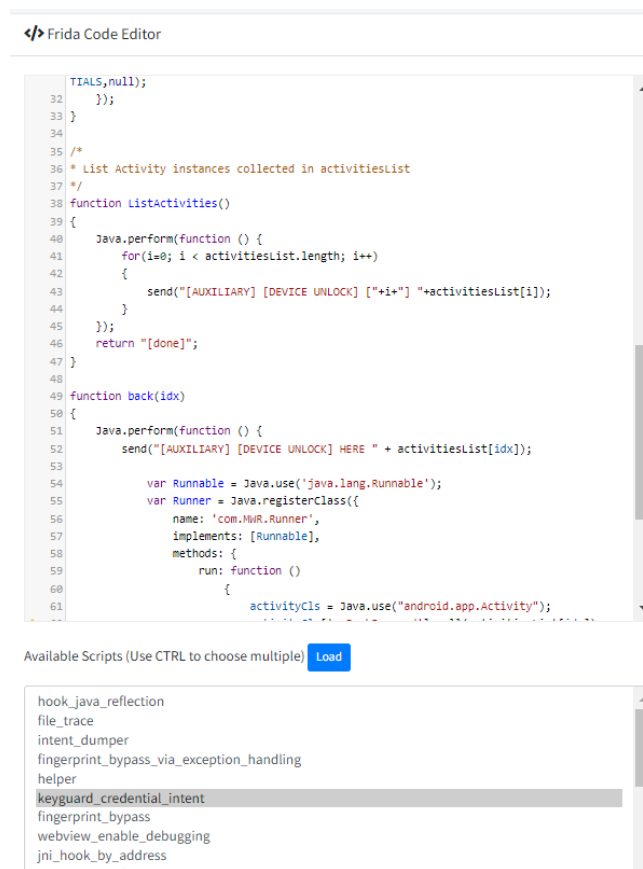 </> Frida Code Editor
TIALS,null);
32 });
33 }
34
35 /*
36 * List Activity instances collected in activitiesList
37 */
38 function ListActivities()
39 {
40 Java.perform(function () {
41 for(i=0; i < activitiesList.length; i++)
42 {
43 send("[AUXILIARY] [DEVICE UNLOCK] ["+i+"] "+activitiesList[i]);
44 }
45 });
46 return "[done]";
47 }
48
49 function back(idx)
50 {
51 Java.perform(function () {
52 send("[AUXILIARY] [DEVICE UNLOCK] HERE " + activitiesList[idx]);
53
54 var Runnable = Java.use('java.lang.Runnable');
55 var Runner = Java.registerClass({
56 name: 'com.MWR.Runner',
57 implements: [Runnable],
58 methods: {
59 run: function ()
60 {
61 activityCls = Java.use("android.app.Activity");
Available Scripts (Use CTRL to choose multiple) Load
hook_java_reflection
file_trace
intent_dumper
fingerprint_bypass_via_exception_handling
helper
keyguard_credential_intent
fingerprint_bypass
webview_enable_debugging
jni_hook_by_address